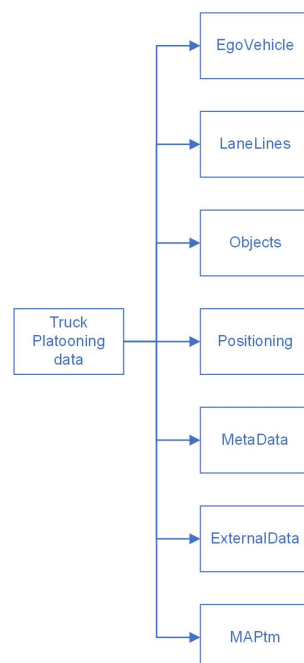 EgoVehicle
LaneLines
Objects
Truck
Platooning
data
Positioning
MetaData
ExternalData
MAPtm